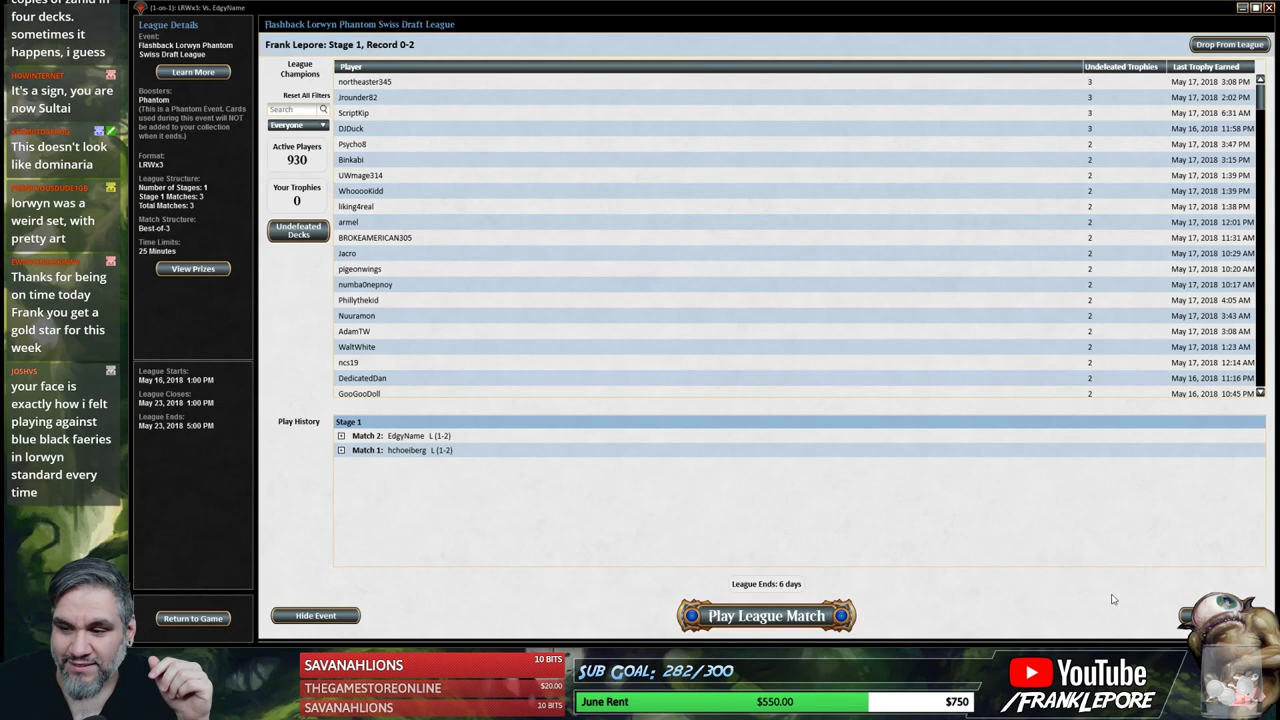 copies of zahid in
four decks.
sometimes it
happens, i guess
HOWINTERNET
It's a sign, you are
now Sultai
This doesn't look
like dominaria
lorwyn was a
weird set, with
pretty art
Thanks for being
on time today
Frank you get a
gold star for this
week
JOSHVS
your face is
exactly how i felt
playing against
blue black faeries
in lorwyn
standard every
time
(1-on-1): LRWx3: Vs. EdgyName
League Details
Event:
Flashback Lorwyn Phantom
Swiss Draft League
Learn More
Boosters:
Phantom
(This is a Phantom Event. Cards
used during this event will NOT
be added to your collection
when it ends.)
Format:
LRWx3
League Structure:
Number of Stages: 1
Stage 1 Matches: 3
Total Matches: 3
Match Structure:
Best-of-3
Time Limits:
25 Minutes
View Prizes
League Starts:
May 16, 2018 1:00 PM
League Closes:
May 23, 2018 1:00 PM
League Ends:
May 23, 2018 5:00 PM
Return to Game
Flashback Lorwyn Phantom Swiss Draft League
Frank Lepore: Stage 1, Record 0-2
Drop From League
League
Champions
Reset All Filters
Search
Everyone
Active Players
930
Your Trophies
0
Undefeated
Decks
Player Undefeated Trophies Last Trophy Earned
northeaster345 3 May 17, 2018 3:08 PM
Jrounder82 3 May 17, 2018 2:02 PM
ScriptKip 3 May 17, 2018 6:31 AM
DJDuck 3 May 16, 2018 11:58 PM
Psycho8 2 May 17, 2018 3:47 PM
Binkabi 2 May 17, 2018 3:15 PM
UWmage314 2 May 17, 2018 1:39 PM
WhooooKidd 2 May 17, 2018 1:39 PM
liking4real 2 May 17, 2018 1:38 PM
armel 2 May 17, 2018 12:01 PM
BROKEAMERICAN305 2 May 17, 2018 11:31 AM
Jacro 2 May 17, 2018 10:29 AM
pigeonwings 2 May 17, 2018 10:20 AM
numba0nepnoy 2 May 17, 2018 10:17 AM
Phillythekid 2 May 17, 2018 4:05 AM
Nuuramon 2 May 17, 2018 3:43 AM
AdamTW 2 May 17, 2018 3:08 AM
WaltWhite 2 May 17, 2018 1:23 AM
ncs19 2 May 17, 2018 12:14 AM
DedicatedDan 2 May 16, 2018 11:16 PM
GooGooDoll 2 May 16, 2018 10:45 PM
Play History
Stage 1
Match 2: EdgyName L (1-2)
Match 1: hchoeiberg L (1-2)
League Ends: 6 days
Hide Event
Play League Match
SAVANAHLIONS 10 BITS
THEGAMESTOREONLINE $20.00
SAVANAHLIONS 10 BITS
SUB GOAL: 282/300
June Rent $550.00 $750
YouTube
/FRANKLEPORE